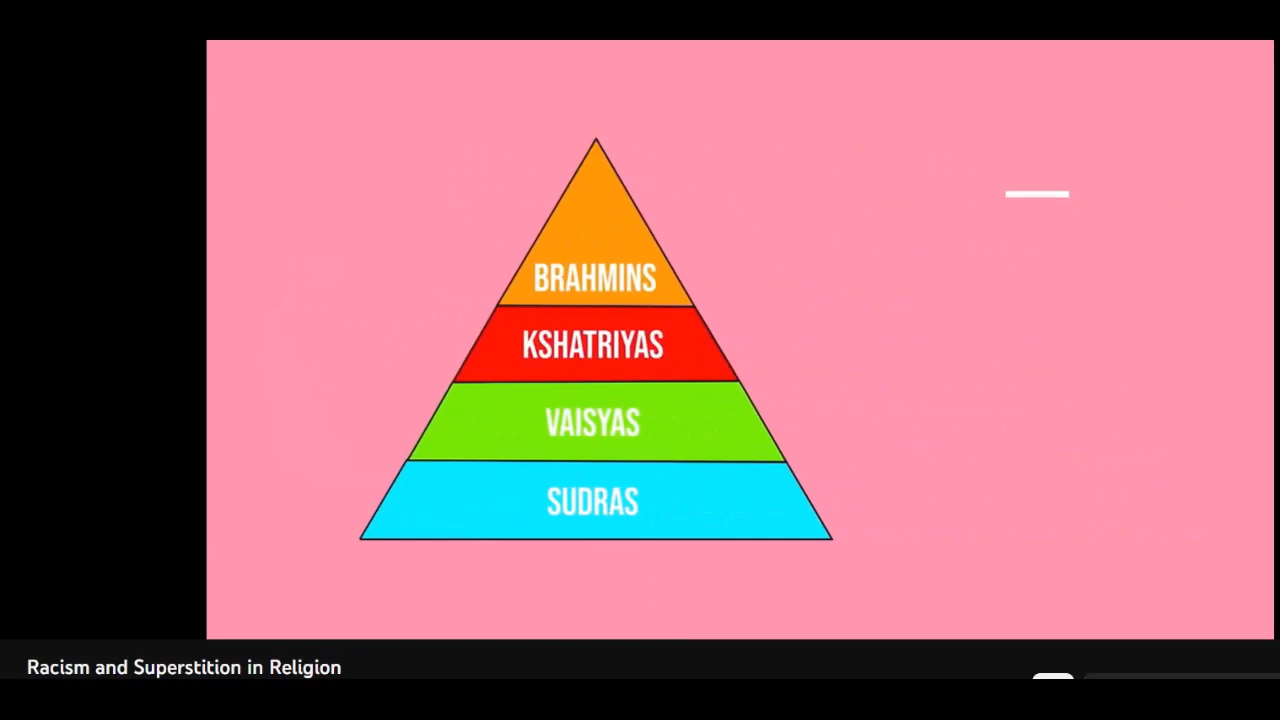 BRAHMINS
KSHATRIYAS
VAISYAS
SUDRAS
Racism and Superstition in Religion